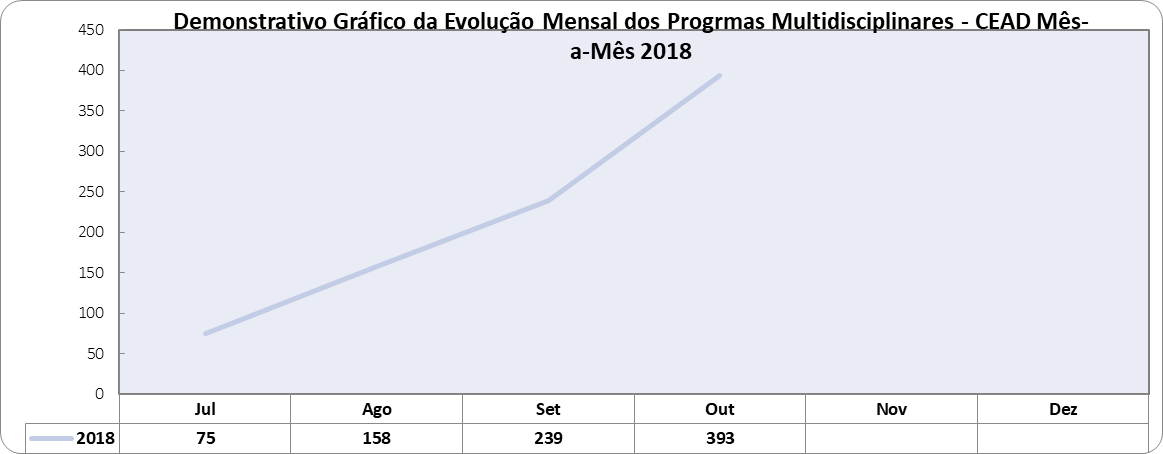 Demonstrativo Gráfico da Evolução Mensal dos Progrmas Multidisciplinares - CEAD Mês-
a-Mês 2018
450
400
350
300
250
200
150
100
50
0
Jul Ago Set Out Nov Dez
2018 75 158 239 393